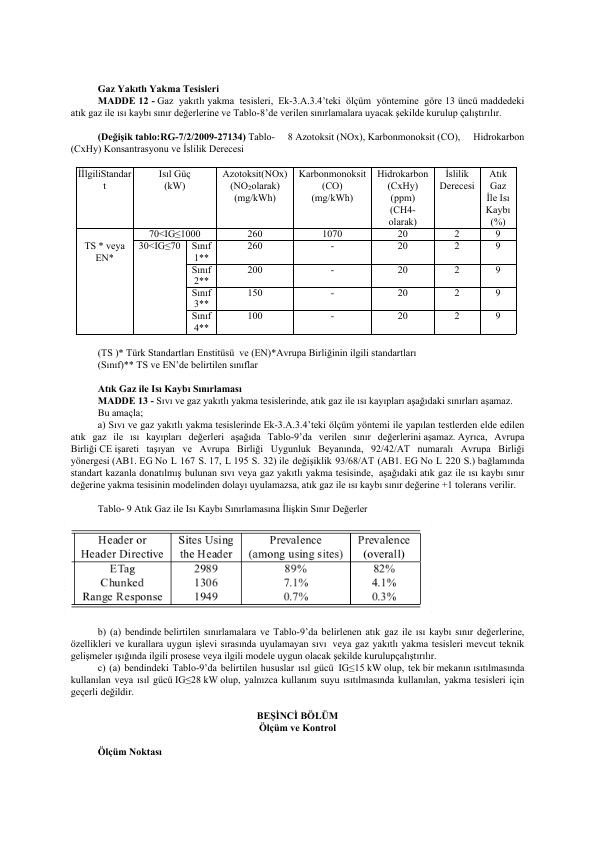 Gaz Yakıtlı Yakma Tesisleri
MADDE 12 - Gaz yakıtlı yakma tesisleri, Ek-3.A.3.4’teki ölçüm yöntemine göre 13 üncü maddedeki
atık gaz ile ısı kaybı sınır değerlerine ve Tablo-8’de verilen sınırlamalara uyacak şekilde kurulup çalıştırılır.
(Değişik tablo:RG-7/2/2009-27134) Tablo- 8 Azotoksit (NOx), Karbonmonoksit (CO), Hidrokarbon
(CxHy) Konsantrasyonu ve İslilik Derecesi
İIlgiliStandar Isıl Güç Azotoksit(NOx) Karbonmonoksit Hidrokarbon İslilik Atık
t (kW) (NO2olarak) (CO) (CxHy) Derecesi Gaz
(mg/kWh) (mg/kWh) (ppm) İle Isı
(CH4- Kaybı
olarak) (%)
70<IG≤1000 260 1070 20 2 9
TS * veya 30<IG≤70 Sınıf 260 - 20 2 9
EN* 1**
Sınıf 200 - 20 2 9
2**
Sınıf 150 - 20 2 9
3**
Sınıf 100 - 20 2 9
4**
(TS )* Türk Standartları Enstitüsü ve (EN)*Avrupa Birliğinin ilgili standartları
(Sınıf)** TS ve EN’de belirtilen sınıflar
Atık Gaz ile Isı Kaybı Sınırlaması
MADDE 13 - Sıvı ve gaz yakıtlı yakma tesislerinde, atık gaz ile ısı kayıpları aşağıdaki sınırları aşamaz.
Bu amaçla;
a) Sıvı ve gaz yakıtlı yakma tesislerinde Ek-3.A.3.4’teki ölçüm yöntemi ile yapılan testlerden elde edilen
atık gaz ile ısı kayıpları değerleri aşağıda Tablo-9’da verilen sınır değerlerini aşamaz. Ayrıca, Avrupa
Birliği CE işareti taşıyan ve Avrupa Birliği Uygunluk Beyanında, 92/42/AT numaralı Avrupa Birliği
yönergesi (AB1. EG No L 167 S. 17, L 195 S. 32) ile değişiklik 93/68/AT (AB1. EG No L 220 S.) bağlamında
standart kazanla donatılmış bulunan sıvı veya gaz yakıtlı yakma tesisinde, aşağıdaki atık gaz ile ısı kaybı sınır
değerine yakma tesisinin modelinden dolayı uyulamazsa, atık gaz ile ısı kaybı sınır değerine +1 tolerans verilir.
Tablo- 9 Atık Gaz ile Isı Kaybı Sınırlamasına İlişkin Sınır Değerler
Header or Sites Using Prevalence Prevalence
Header Directive the Header (among using sites) (overall)
ETag 2989 89% 82%
Chunked 1306 7.1% 4.1%
Range Response 1949 0.7% 0.3%
b) (a) bendinde belirtilen sınırlamalara ve Tablo-9’da belirlenen atık gaz ile ısı kaybı sınır değerlerine,
özellikleri ve kurallara uygun işlevi sırasında uyulamayan sıvı veya gaz yakıtlı yakma tesisleri mevcut teknik
gelişmeler ışığında ilgili prosese veya ilgili modele uygun olacak şekilde kurulupçalıştırılır.
c) (a) bendindeki Tablo-9’da belirtilen hususlar ısıl gücü IG≤15 kW olup, tek bir mekanın ısıtılmasında
kullanılan veya ısıl gücü IG≤28 kW olup, yalnızca kullanım suyu ısıtılmasında kullanılan, yakma tesisleri için
geçerli değildir.
BEŞİNCİ BÖLÜM
Ölçüm ve Kontrol
Ölçüm Noktası